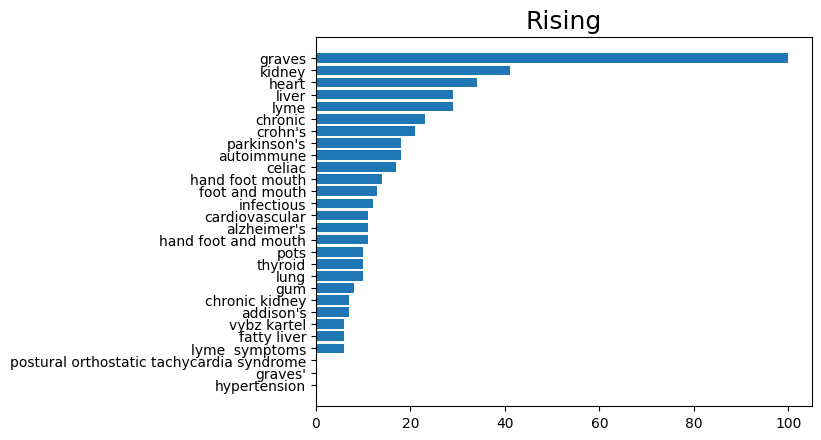 Rising
graves
kidney
heart
liver
lyme
chronic
crohn's
parkinson's
autoimmune
celiac
hand foot mouth
foot and mouth
infectious
cardiovascular
alzheimer's
hand foot and mouth
pots
thyroid
lung
gum
chronic kidney
addison's
vybz kartel
fatty liver
lyme  symptoms
postural orthostatic tachycardia syndrome
graves'
hypertension
0 20 40 60 80 100